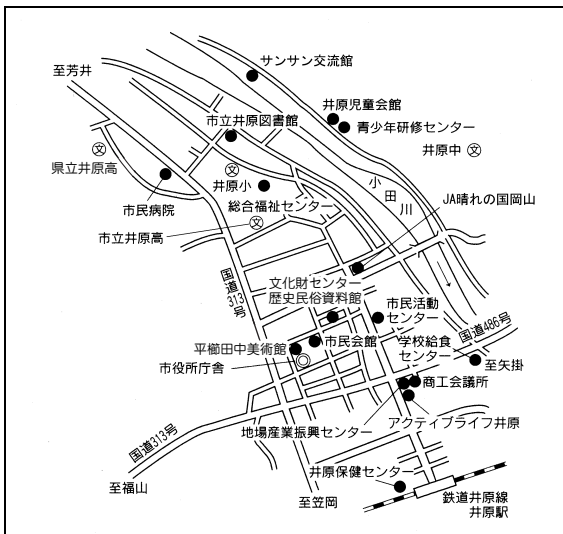 サンサン交流館
至芳井
井原児童会館
市立井原図書館
青少年研修センター
文
文
井原中
文
県立井原高
井原小
小田川
市民病院
総合福祉センター
JA晴れの国岡山
市立井原高
文
国道313号
文化財センター
歴史民俗資料館
市民活動
センター
国道486号
平櫛田中美術館
市民会館
学校給食
センター
市役所庁舎
至矢掛
商工会議所
アクティブライフ井原
国道313号
地場産業振興センター
井原保健センター
至福山
至笠岡
鉄道井原線
井原駅